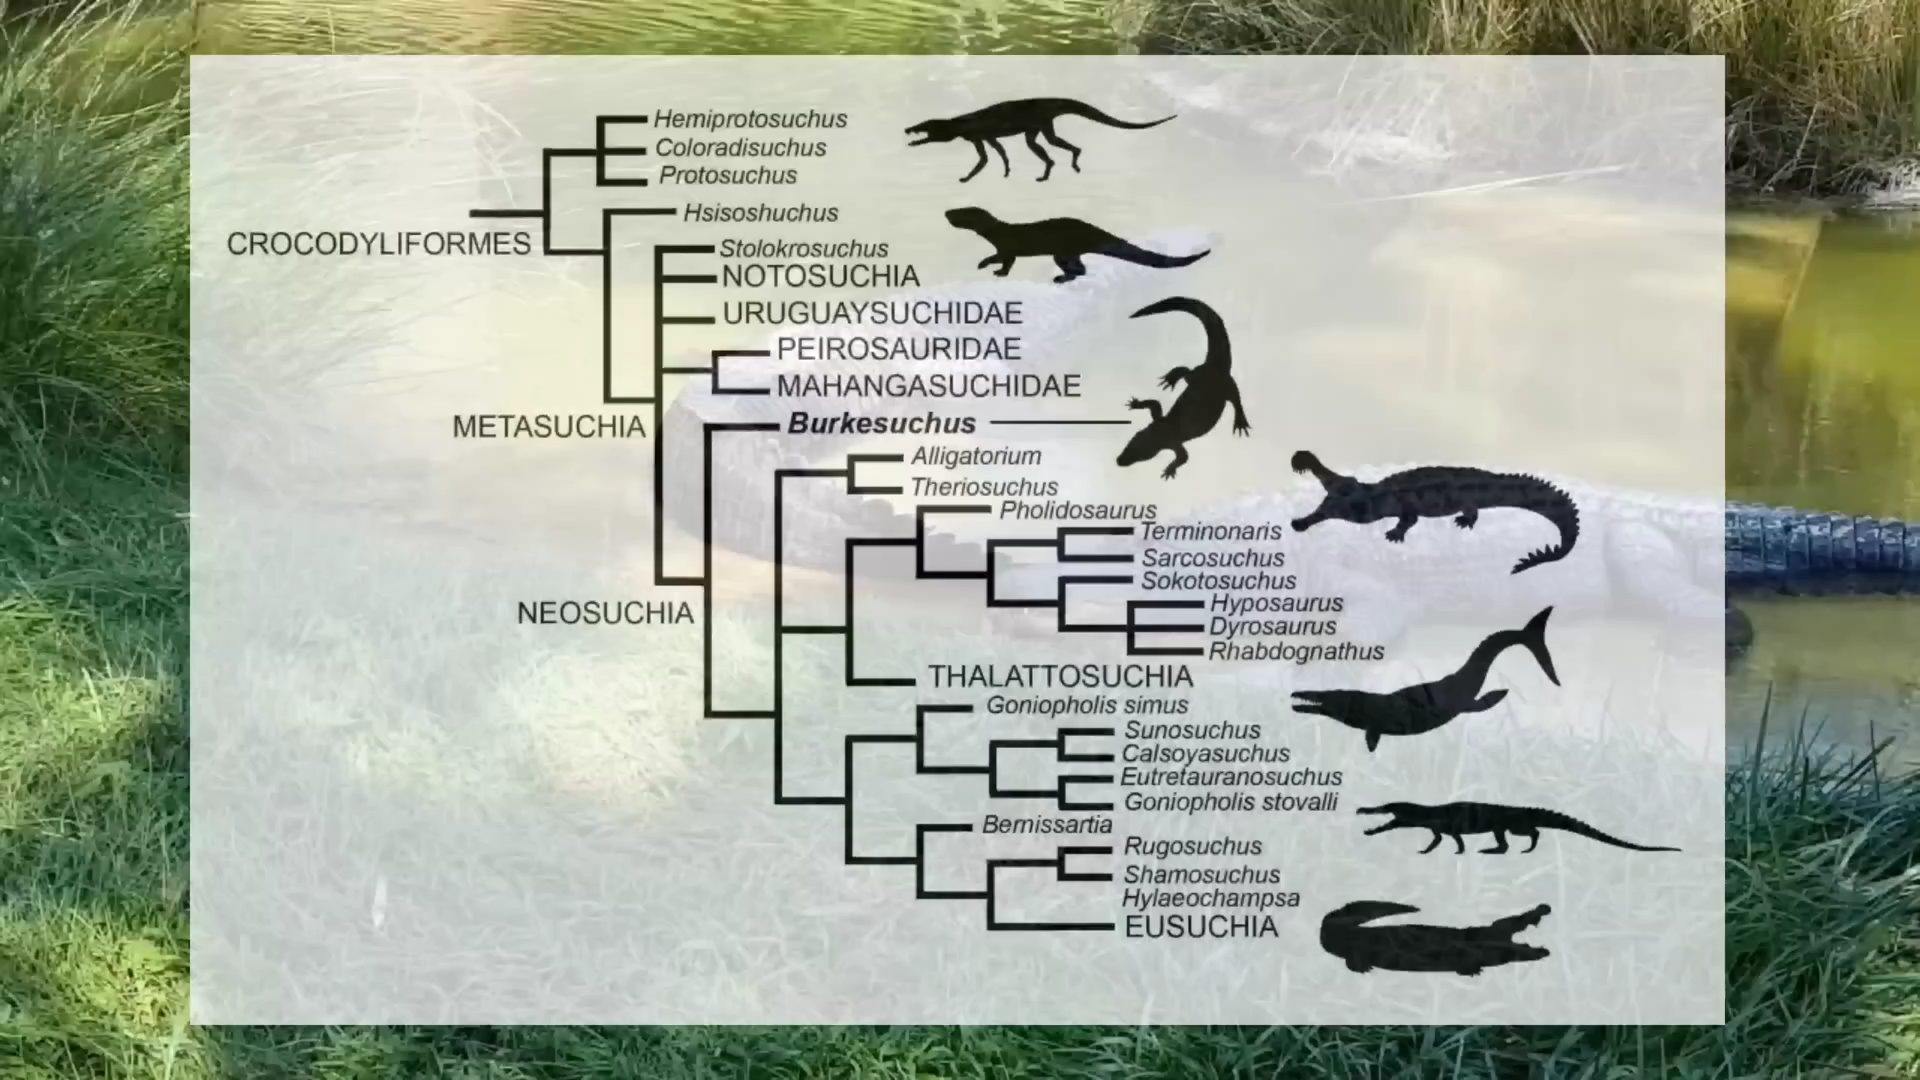 Hemiprotosuchus
Coloradisuchus
Protosuchus
Hsisoshuchus
CROCODYLIFORMES
Stolokrosuchus
NOTOSUCHIA
URUGUAYSUCHIDAE
PEIROSAURIDAE
MAHANGASUCHIDAE
METASUCHIA
Burkesuchus
Alligatorium
Theriosuchus
Pholidosaurus
Terminonaris
Sarcosuchus
Sokotosuchus
Hyposaurus
NEOSUCHIA
Dyrosaurus
Rhabdognathus
THALATTOSUCHIA
Goniopholis simus
Sunosuchus
Calsoyasuchus
Eutretauranosuchus
Goniopholis stovalli
Bernissartia
Rugosuchus
Shamosuchus
Hylaeochampsa
EUSUCHIA